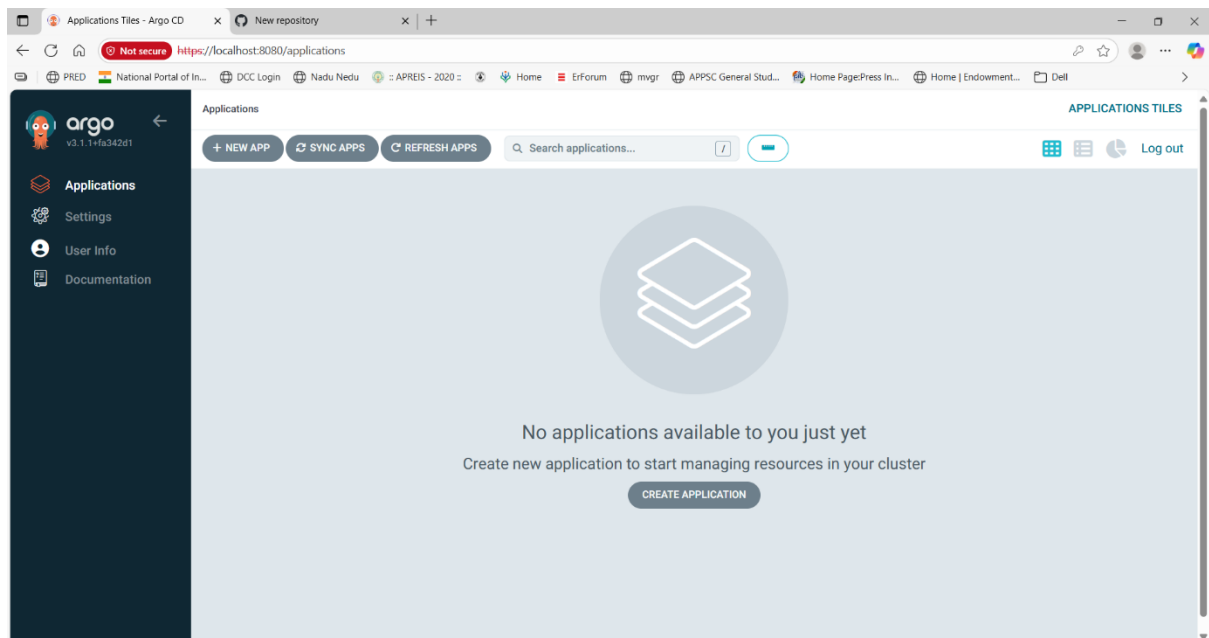 Applications Tiles - Argo CD
New repository
Not secure https://localhost:8080/applications
PRED National Portal of In... DCC Login Nadu Nedu :: APREIS - 2020 :: Home ErForum mvgr APPSC General Stud... Home Page:Press In... Home | Endowment... Dell
argo
v3.1.1+fa342d1
Applications
Settings
User Info
Documentation
Applications APPLICATIONS TILES
+ NEW APP SYNC APPS REFRESH APPS Search applications... / Log out
No applications available to you just yet
Create new application to start managing resources in your cluster
CREATE APPLICATION